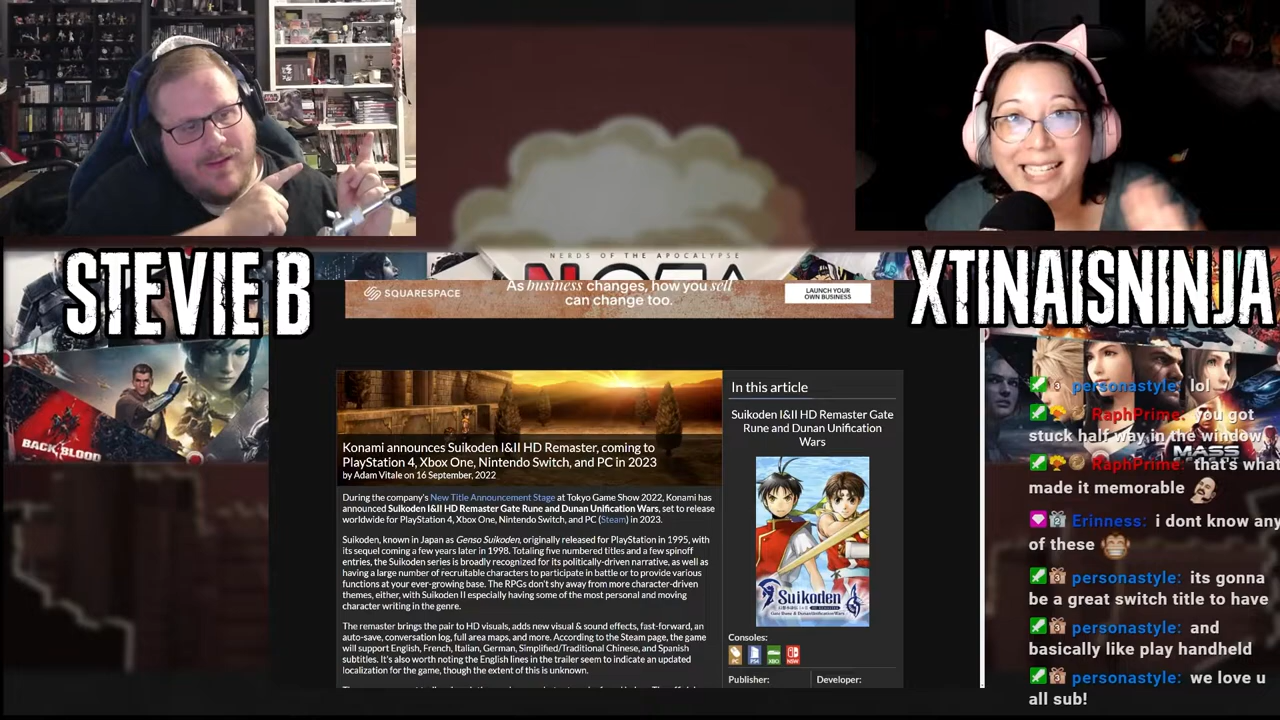 STEVIE B
XTINAISNINJA
NERDS OF THE APOCALYPSE
NOTA
SQUARESPACE
As business changes, how you sell
can change too.
LAUNCH YOUR
OWN BUSINESS
BACK BLOOD
MASS
Konami announces Suikoden I&II HD Remaster, coming to
PlayStation 4, Xbox One, Nintendo Switch, and PC in 2023
by Adam Vitale on 16 September, 2022
During the company's New Title Announcement Stage at Tokyo Game Show 2022, Konami has
announced Suikoden I&II HD Remaster Gate Rune and Dunan Unification Wars, set to release
worldwide for PlayStation 4, Xbox One, Nintendo Switch, and PC (Steam) in 2023.
Suikoden, known in Japan as Genso Suikoden, originally released for PlayStation in 1995, with
its sequel coming a few years later in 1998. Totaling five numbered titles and a few spinoff
entries, the Suikoden series is broadly recognized for its politically-driven narrative, as well as
having a large number of recruitable characters to participate in battle or to provide various
functions at your ever-growing base. The RPGs don't shy away from more character-driven
themes, either, with Suikoden II especially having some of the most personal and moving
character writing in the genre.
The remaster brings the pair to HD visuals, adds new visual & sound effects, fast-forward, an
auto-save, conversation log, full area maps, and more. According to the Steam page, the game
will support English, French, Italian, German, Simplified/Traditional Chinese, and Spanish
subtitles. It's also worth noting the English lines in the trailer seem to indicate an updated
localization for the game, though the extent of this is unknown.
In this article
Suikoden I&II HD Remaster Gate
Rune and Dunan Unification
Wars
Suikoden
Consoles:
PC PS4 XBO NSW
Publisher:
Developer:
personastyle: lol
RaphPrime: you got
stuck half way in the window
RaphPrime: that's what
made it memorable
Erinness: i dont know any
of these
personastyle: its gonna
be a great switch title to have
personastyle: and
basically like play handheld
personastyle: we love u
all sub!